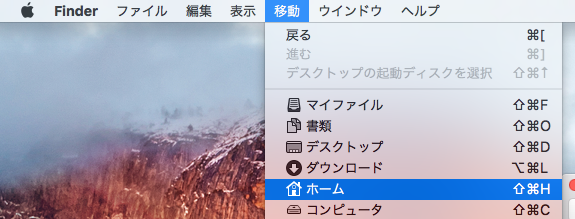 Finder ファイル 編集 表示 移動 ウインドウ ヘルプ
戻る ⌘[
進む ⌘]
デスクトップの起動ディスクを選択 ⇧⌘↑
マイファイル ⇧⌘F
書類 ⇧⌘O
デスクトップ ⇧⌘D
ダウンロード ⌥⌘L
ホーム ⇧⌘H
コンピュータ ⇧⌘C